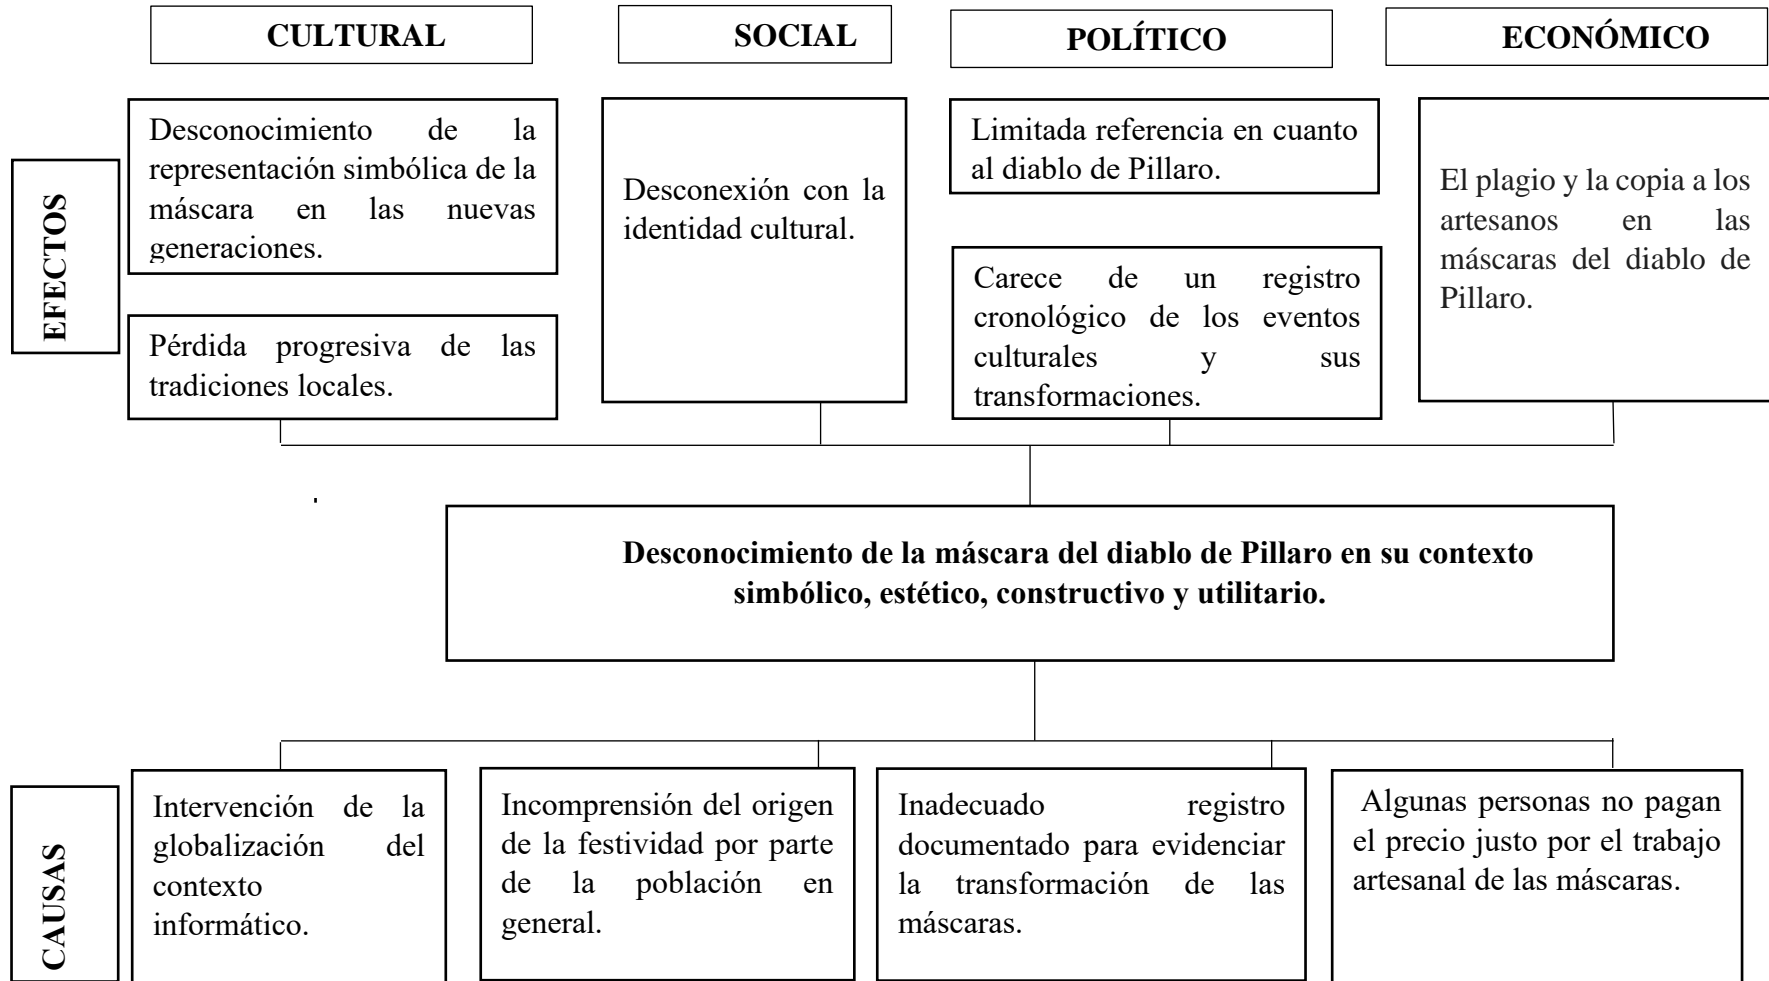 CULTURAL
SOCIAL
POLÍTICO
ECONÓMICO
EFECTOS
Desconocimiento de la
representación simbólica de la
máscara en las nuevas
generaciones.
Pérdida progresiva de las
tradiciones locales.
Desconexión con la
identidad cultural.
Limitada referencia en cuanto
al diablo de Pillaro.
Carece de un registro
cronológico de los eventos
culturales y sus
transformaciones.
El plagio y la copia a los
artesanos en las
máscaras del diablo de
Pillaro.
Desconocimiento de la máscara del diablo de Pillaro en su contexto
simbólico, estético, constructivo y utilitario.
CAUSAS
Intervención de la
globalización del
contexto
informático.
Incomprensión del origen
de la festividad por parte
de la población en
general.
Inadecuado registro
documentado para evidenciar
la transformación de las
máscaras.
Algunas personas no pagan
el precio justo por el trabajo
artesanal de las máscaras.